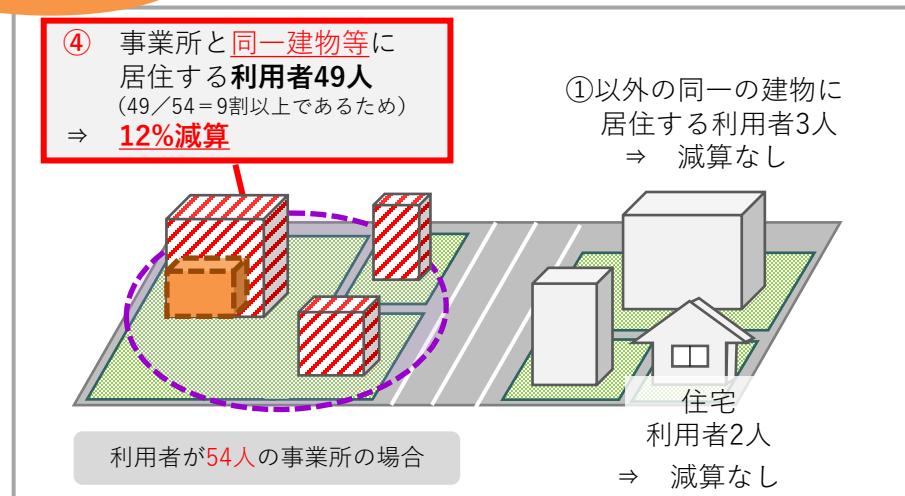 ④ 事業所と同一建物等に
居住する利用者49人
（49／54＝9割以上であるため）
⇒ 12%減算
①以外の同一の建物に
居住する利用者3人
⇒ 減算なし
住宅
利用者2人
⇒ 減算なし
利用者が54人の事業所の場合